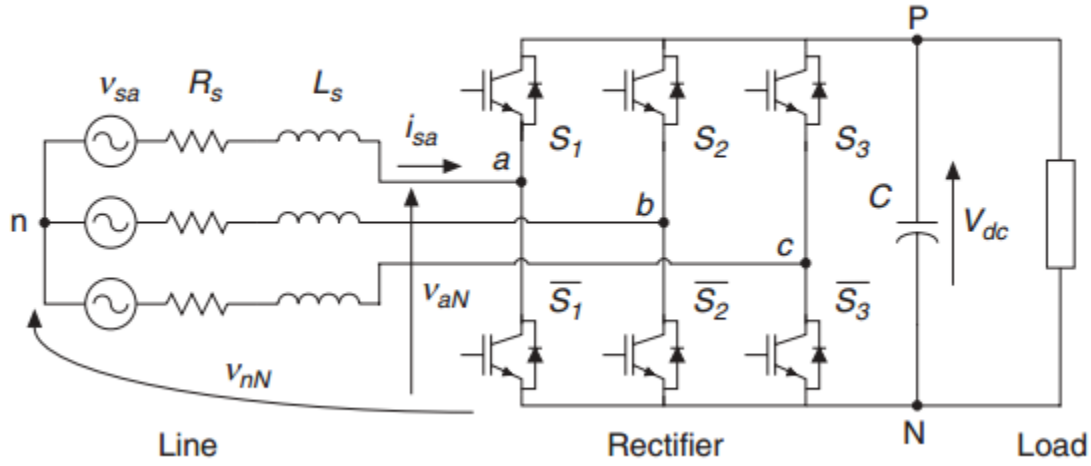 P
v_sa R_s L_s
i_sa
S_1 S_2 S_3
a
n
b
C
V_dc
c
v_aN
S̅_1 S̅_2 S̅_3
v_nN
N
Line Rectifier Load